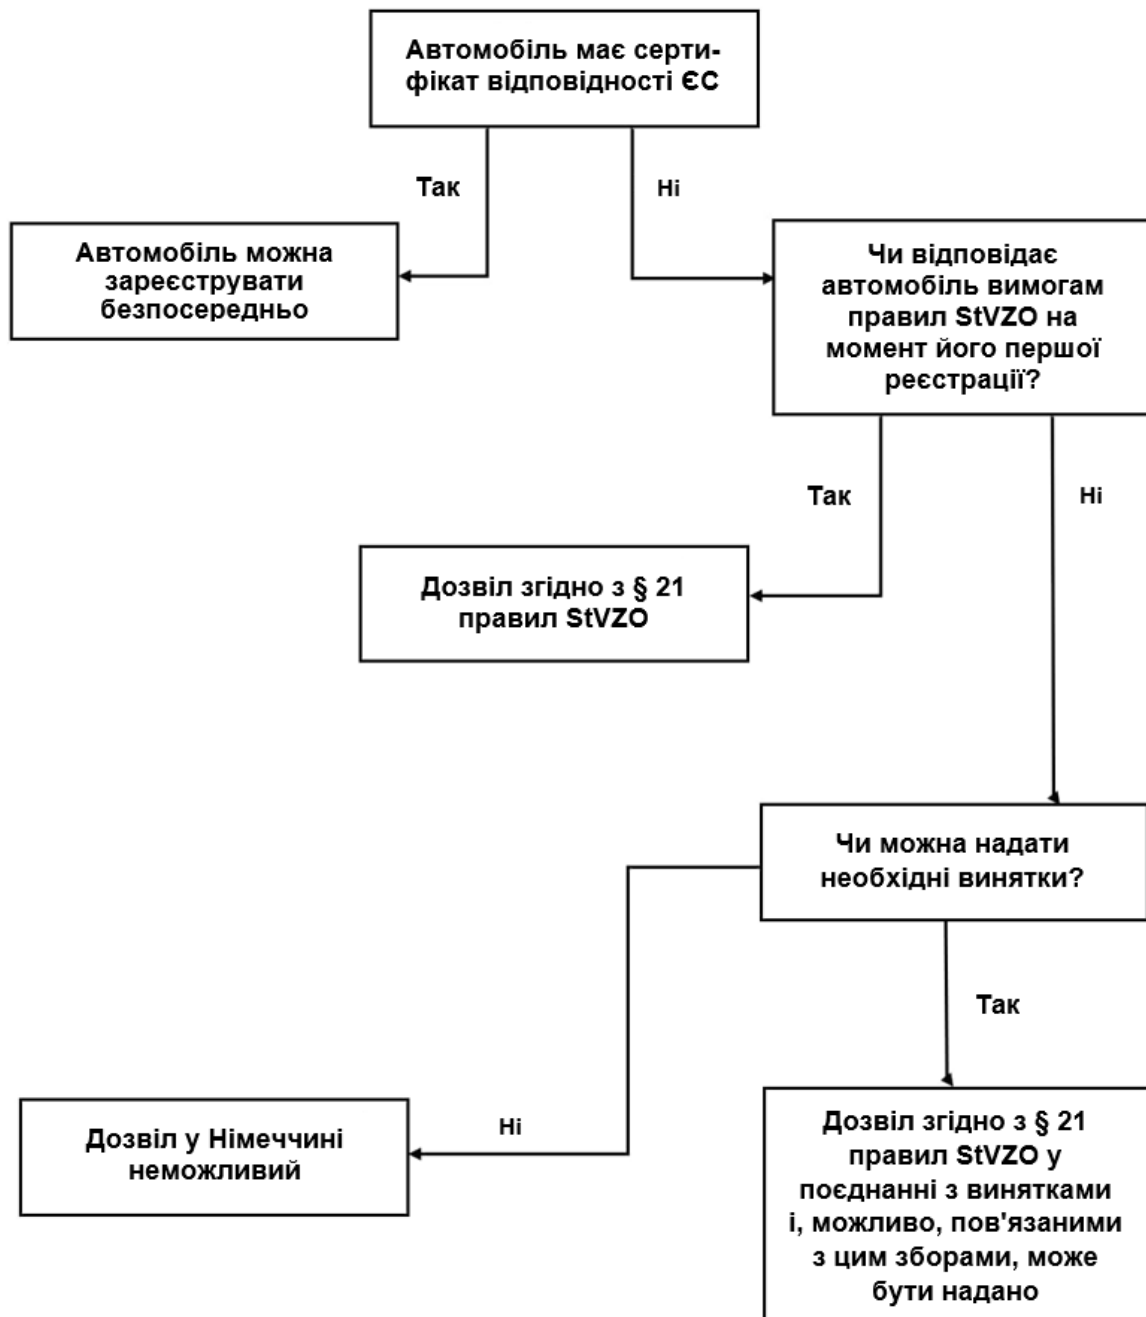 Автомобіль має серти-
фікат відповідності ЄС
Так
Ні
Автомобіль можна
зареєструвати
безпосередньо
Чи відповідає
автомобіль вимогам
правил StVZO на
момент його першої
реєстрації?
Так
Ні
Дозвіл згідно з § 21
правил StVZO
Чи можна надати
необхідні винятки?
Так
Ні
Дозвіл у Німеччині
неможливий
Дозвіл згідно з § 21
правил StVZO у
поєднанні з винятками
і, можливо, пов'язаними
з цим зборами, може
бути надано